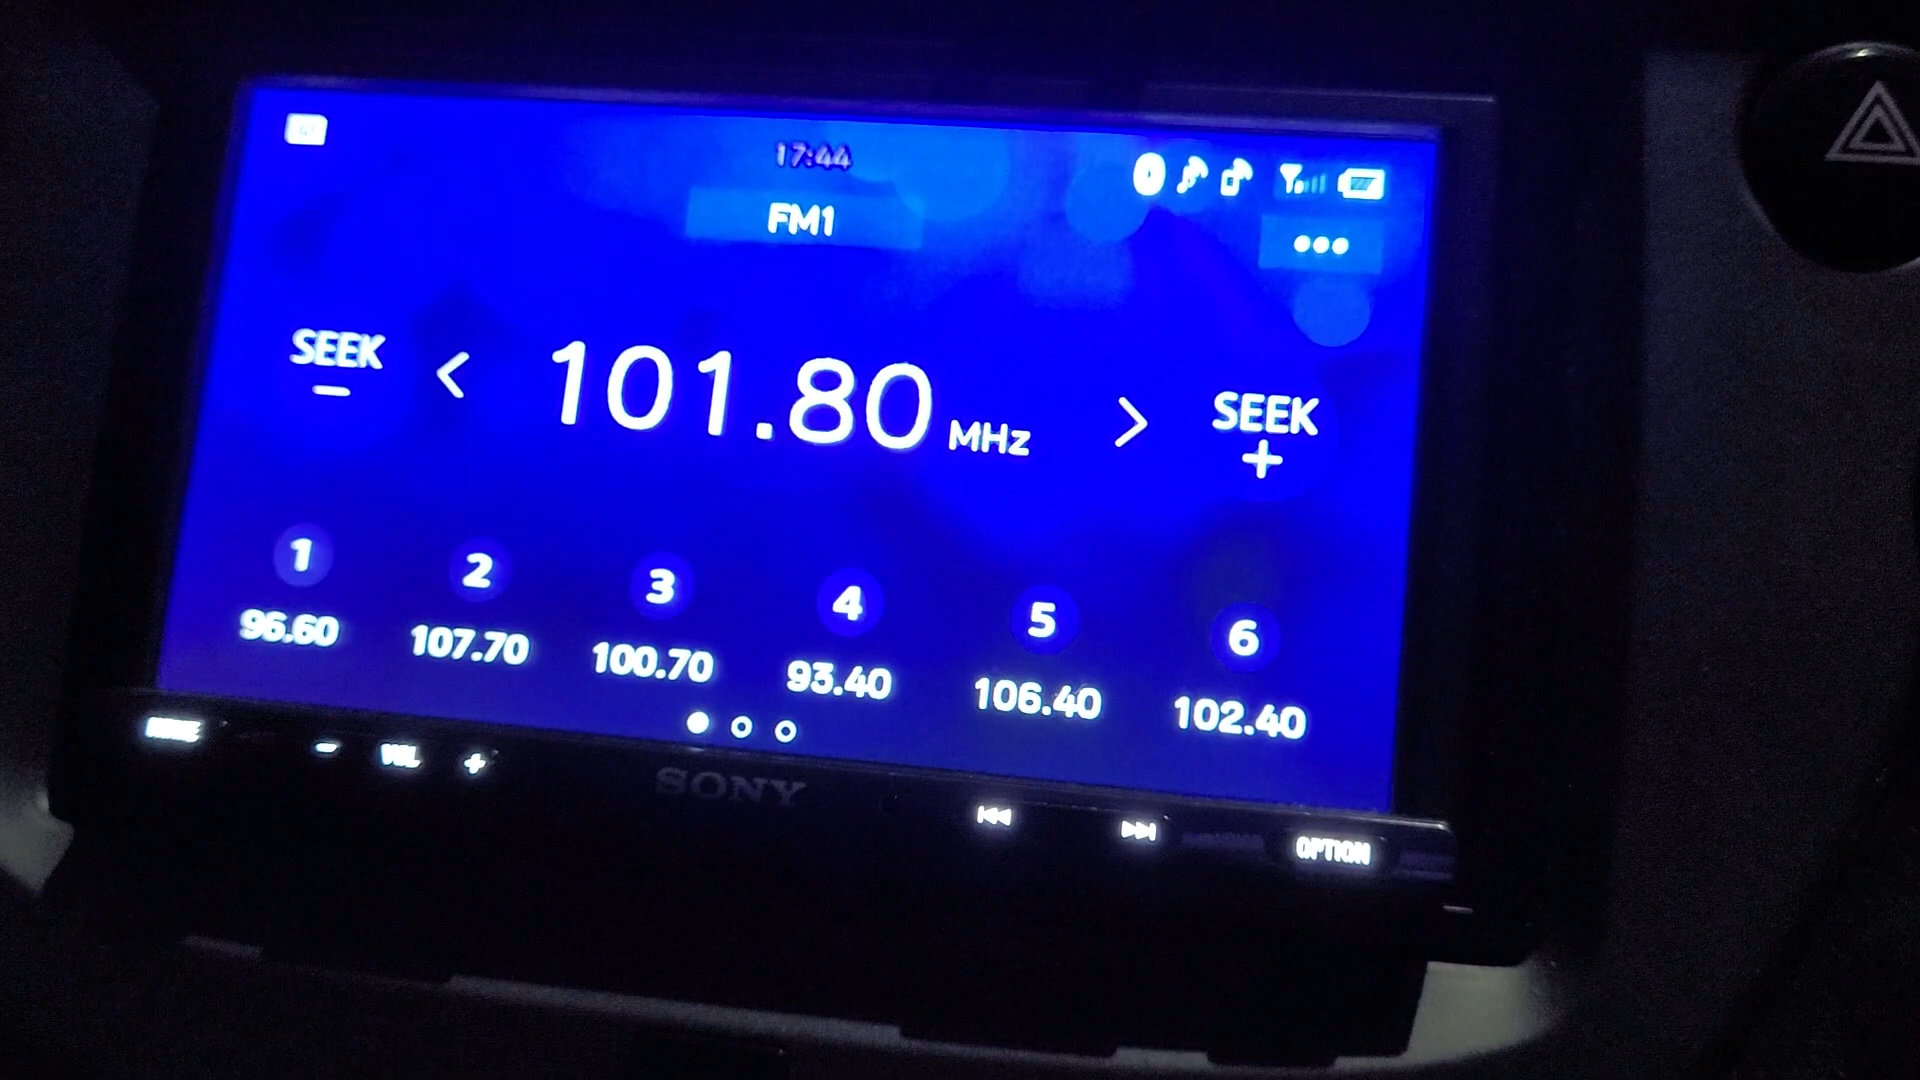 17:44
FM1
SEEK
−
<
101.80 MHz
>
SEEK
+
1
2
3
4
5
6
96.60
107.70
100.70
93.40
106.40
102.40
− VOL +
SONY
OPTION